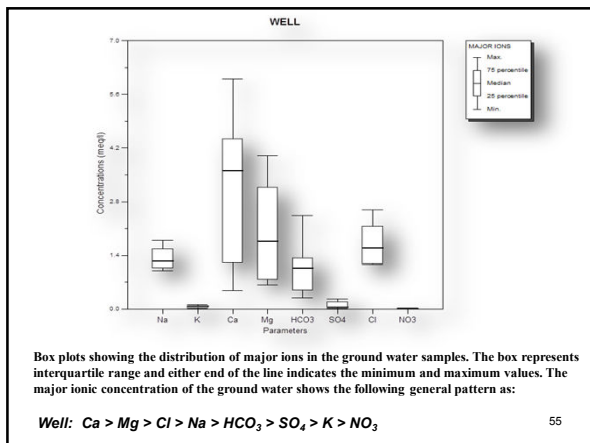 WELL
7.0
5.6
4.2
2.8
1.4
0.0
Concentrations (meq/l)
Na K Ca Mg HCO3 SO4 Cl NO3
Parameters
MAJOR IONS
Max.
75 percentile
Median
25 percentile
Min.
Box plots showing the distribution of major ions in the ground water samples. The box represents
interquartile range and either end of the line indicates the minimum and maximum values. The
major ionic concentration of the ground water shows the following general pattern as:
Well: Ca > Mg > Cl > Na > HCO₃ > SO₄ > K > NO₃
55